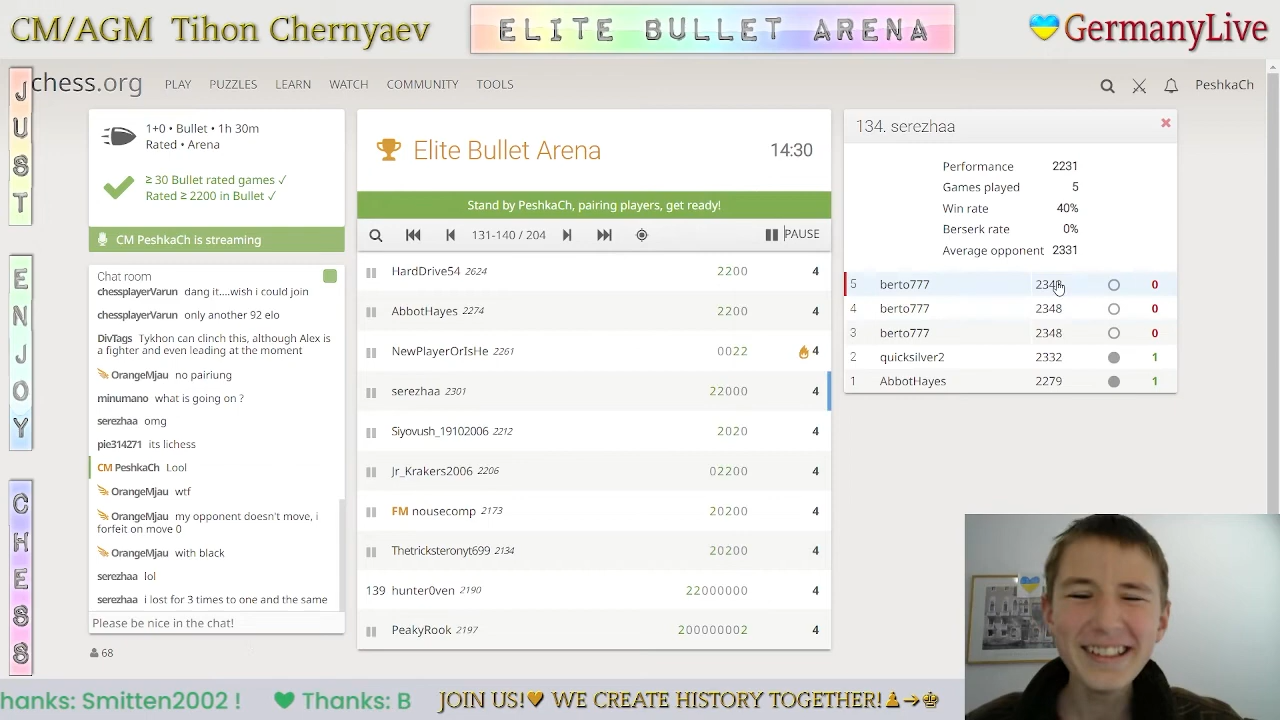 CM/AGM Tihon Chernyaev
ELITE BULLET ARENA
GermanyLive
JUST
ENJOY
CHESS
chess.org
PLAY PUZZLES LEARN WATCH COMMUNITY TOOLS
PeshkaCh
1+0 • Bullet • 1h 30m
Rated • Arena
≥ 30 Bullet rated games ✓
Rated ≥ 2200 in Bullet ✓
CM PeshkaCh is streaming
Chat room
chessplayerVarun dang it....wish i could join
chessplayerVarun only another 92 elo
DivTags Tykhon can clinch this, although Alex is
a fighter and even leading at the moment
OrangeMjau no pairiung
minumano what is going on ?
serezhaa omg
pie314271 its lichess
CM PeshkaCh Lool
OrangeMjau wtf
OrangeMjau my opponent doesn't move, i
forfeit on move 0
OrangeMjau with black
serezhaa lol
serezhaa i lost for 3 times to one and the same
Please be nice in the chat!
68
Elite Bullet Arena 14:30
Stand by PeshkaCh, pairing players, get ready!
131-140 / 204 PAUSE
HardDrive54 2624 2200 4
AbbotHayes 2274 2200 4
NewPlayerOrIsHe 2261 0022 4
serezhaa 2301 22000 4
Siyovush_19102006 2212 2020 4
Jr_Krakers2006 2206 02200 4
FM nousecomp 2173 20200 4
Thetricksteronyt699 2134 20200 4
139 hunter0ven 2190 22000000 4
PeakyRook 2197 200000002 4
134. serezhaa
Performance 2231
Games played 5
Win rate 40%
Berserk rate 0%
Average opponent 2331
5 berto777 2348 0
4 berto777 2348 0
3 berto777 2348 0
2 quicksilver2 2332 1
1 AbbotHayes 2279 1
hanks: Smitten2002 ! Thanks: B
JOIN US! WE CREATE HISTORY TOGETHER!